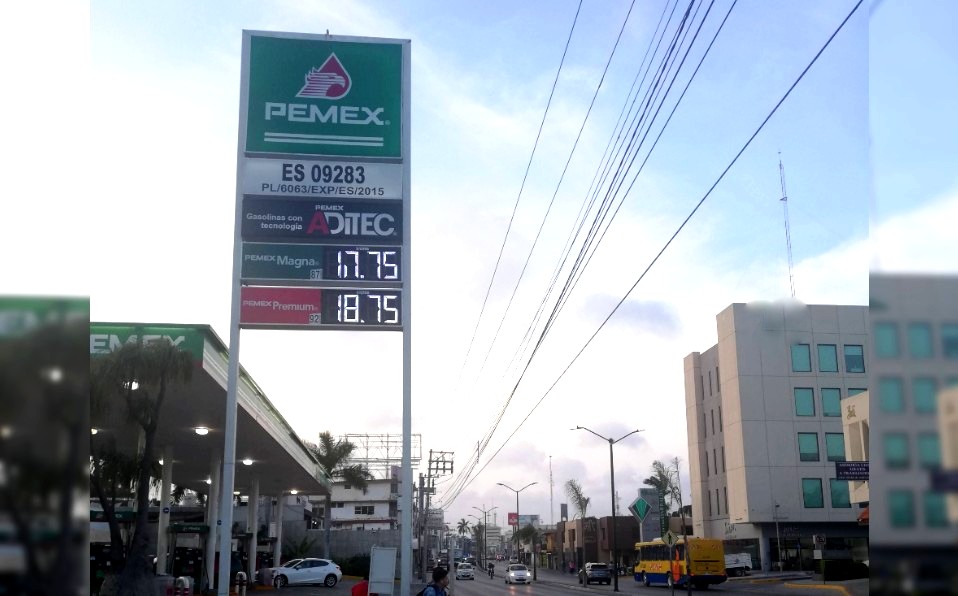 PEMEX®
ES 09283
PL/6063/EXP/ES/2015
PEMEX
Gasolinas con
tecnología
ADITEC
PEMEX Magna
87
17.75
PEMEX Premium
92
18.75
PEMEX